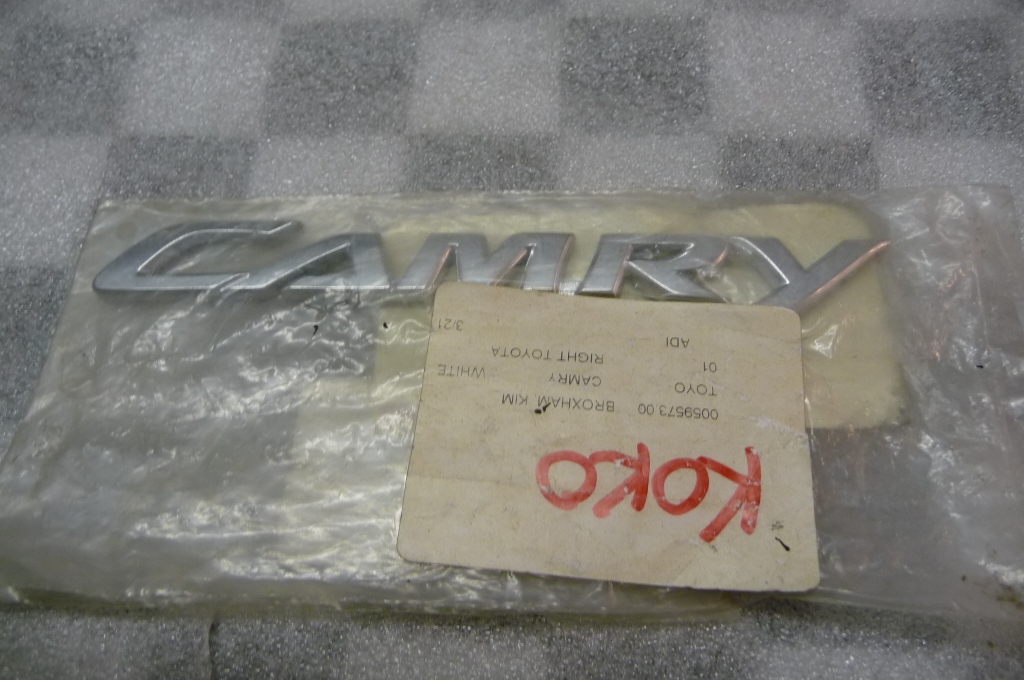 CAMRY
KOKO
0059573.00 BROXHAM, KIM
TOYO CAMRY WHITE
01 RIGHT TOYOTA
ADI 3/21